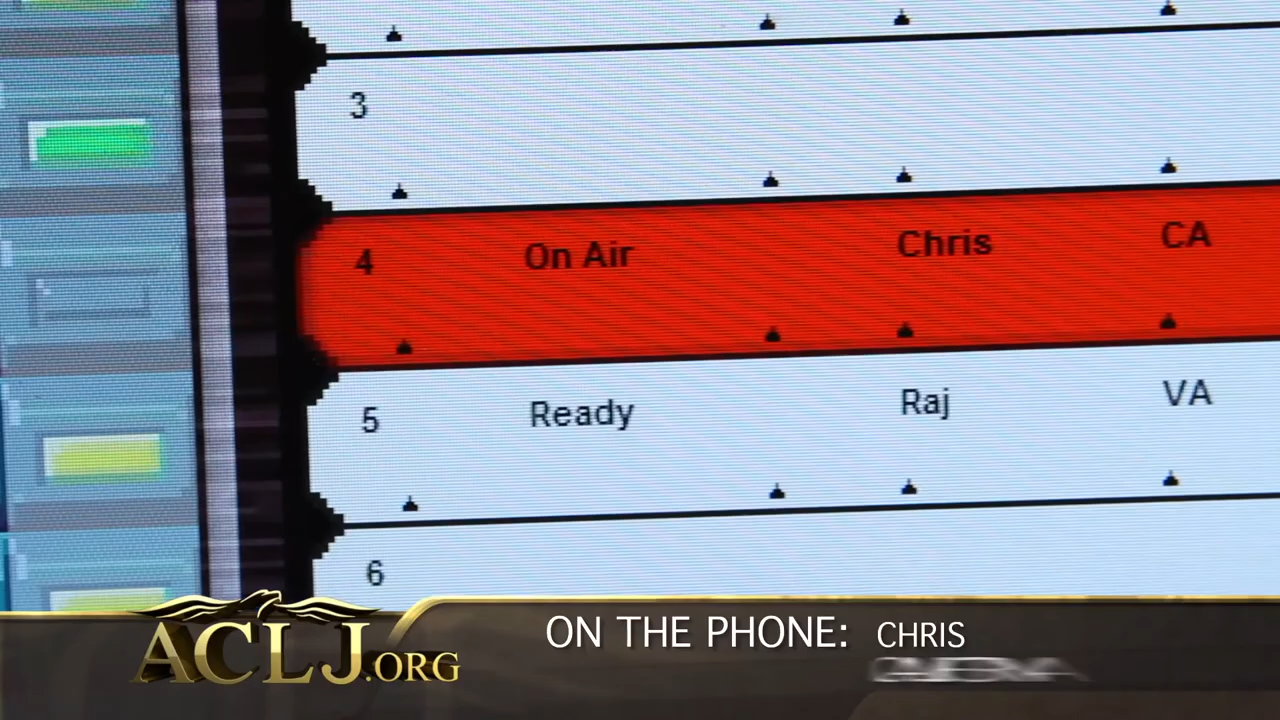 3
4 On Air Chris CA
5 Ready Raj VA
6
ACLJ.ORG
ON THE PHONE: CHRIS